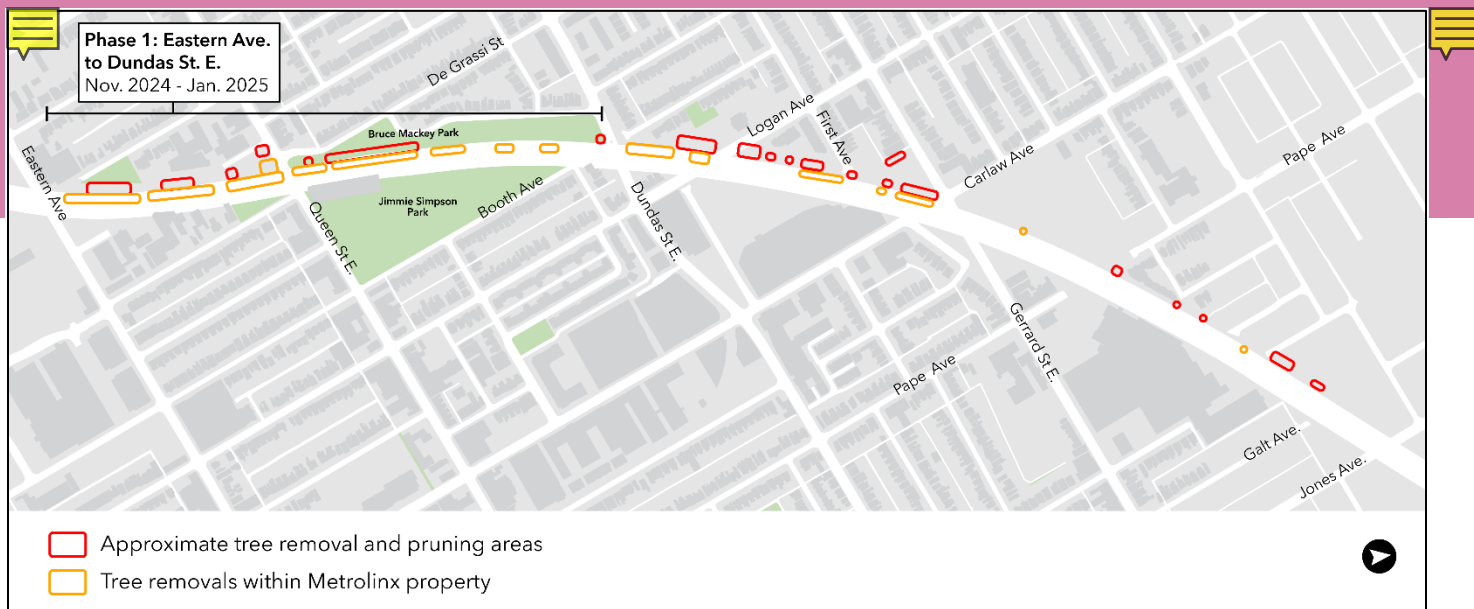 Phase 1: Eastern Ave.
to Dundas St. E.
Nov. 2024 - Jan. 2025
De Grassi St
Bruce Mackey Park
Logan Ave
First Ave
Carlaw Ave
Pape Ave
Eastern Ave
Queen St E.
Jimmie Simpson
Park
Booth Ave
Dundas St E.
Gerrard St E.
Pape Ave
Galt Ave.
Jones Ave.
Approximate tree removal and pruning areas
Tree removals within Metrolinx property